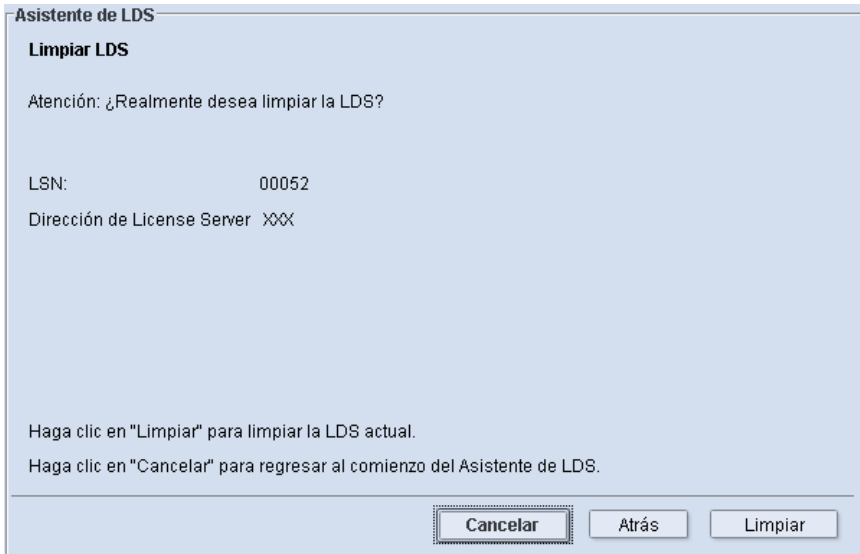 Asistente de LDS
Limpiar LDS
Atención: ¿Realmente desea limpiar la LDS?
LSN: 00052
Dirección de License Server XXX
Haga clic en "Limpiar" para limpiar la LDS actual.
Haga clic en "Cancelar" para regresar al comienzo del Asistente de LDS.
Cancelar Atrás Limpiar